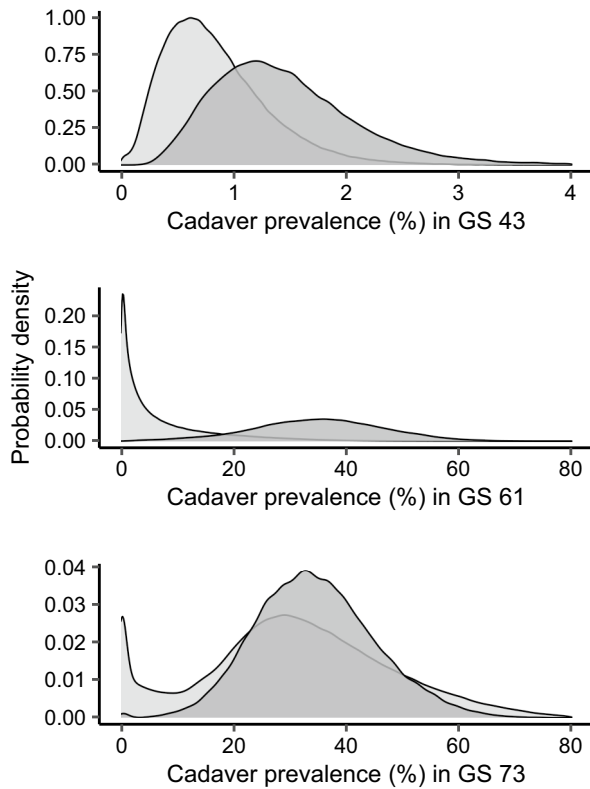 1.00
0.75
0.50
0.25
0.00
0 1 2 3 4
Cadaver prevalence (%) in GS 43
Probability density
0.20
0.15
0.10
0.05
0.00
0 20 40 60 80
Cadaver prevalence (%) in GS 61
0.04
0.03
0.02
0.01
0.00
0 20 40 60 80
Cadaver prevalence (%) in GS 73